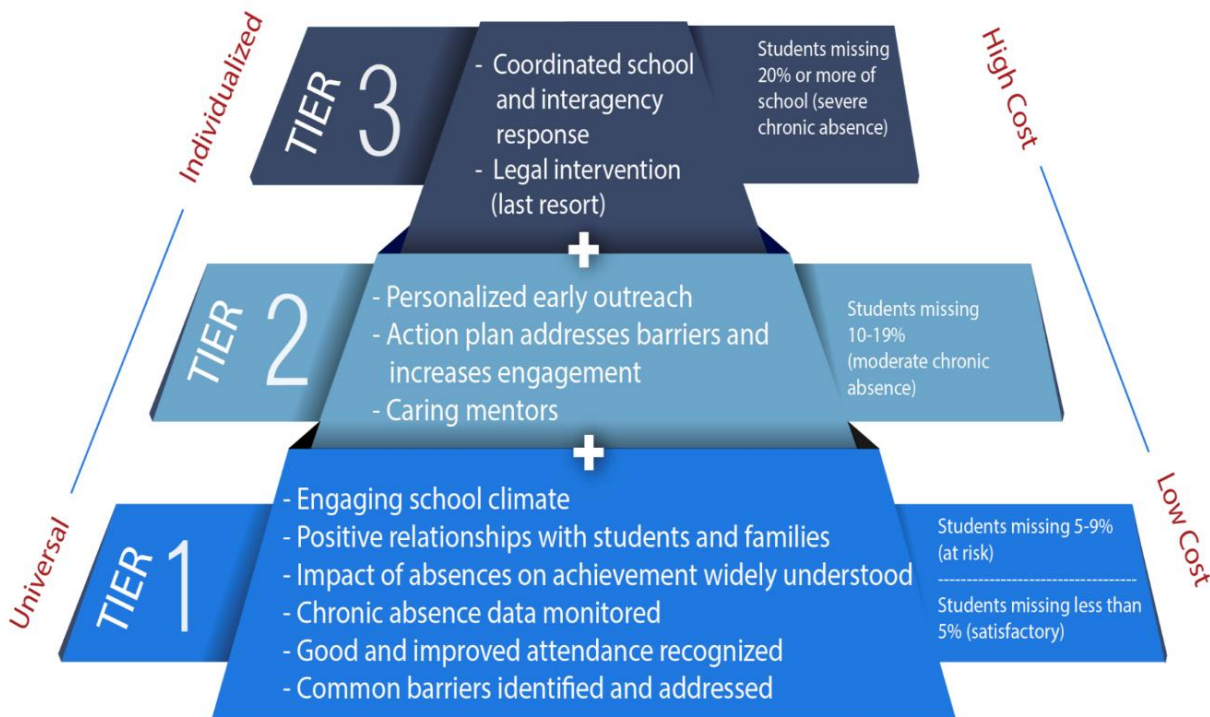 Individualized
Universal
High Cost
Low Cost
TIER 3
- Coordinated school
and interagency
response
- Legal intervention
(last resort)
Students missing
20% or more of
school (severe
chronic absence)
+
TIER 2
- Personalized early outreach
- Action plan addresses barriers and
increases engagement
- Caring mentors
Students missing
10-19%
(moderate chronic
absence)
+
TIER 1
- Engaging school climate
- Positive relationships with students and families
- Impact of absences on achievement widely understood
- Chronic absence data monitored
- Good and improved attendance recognized
- Common barriers identified and addressed
Students missing 5-9%
(at risk)
-----------------------------------
Students missing less than
5% (satisfactory)